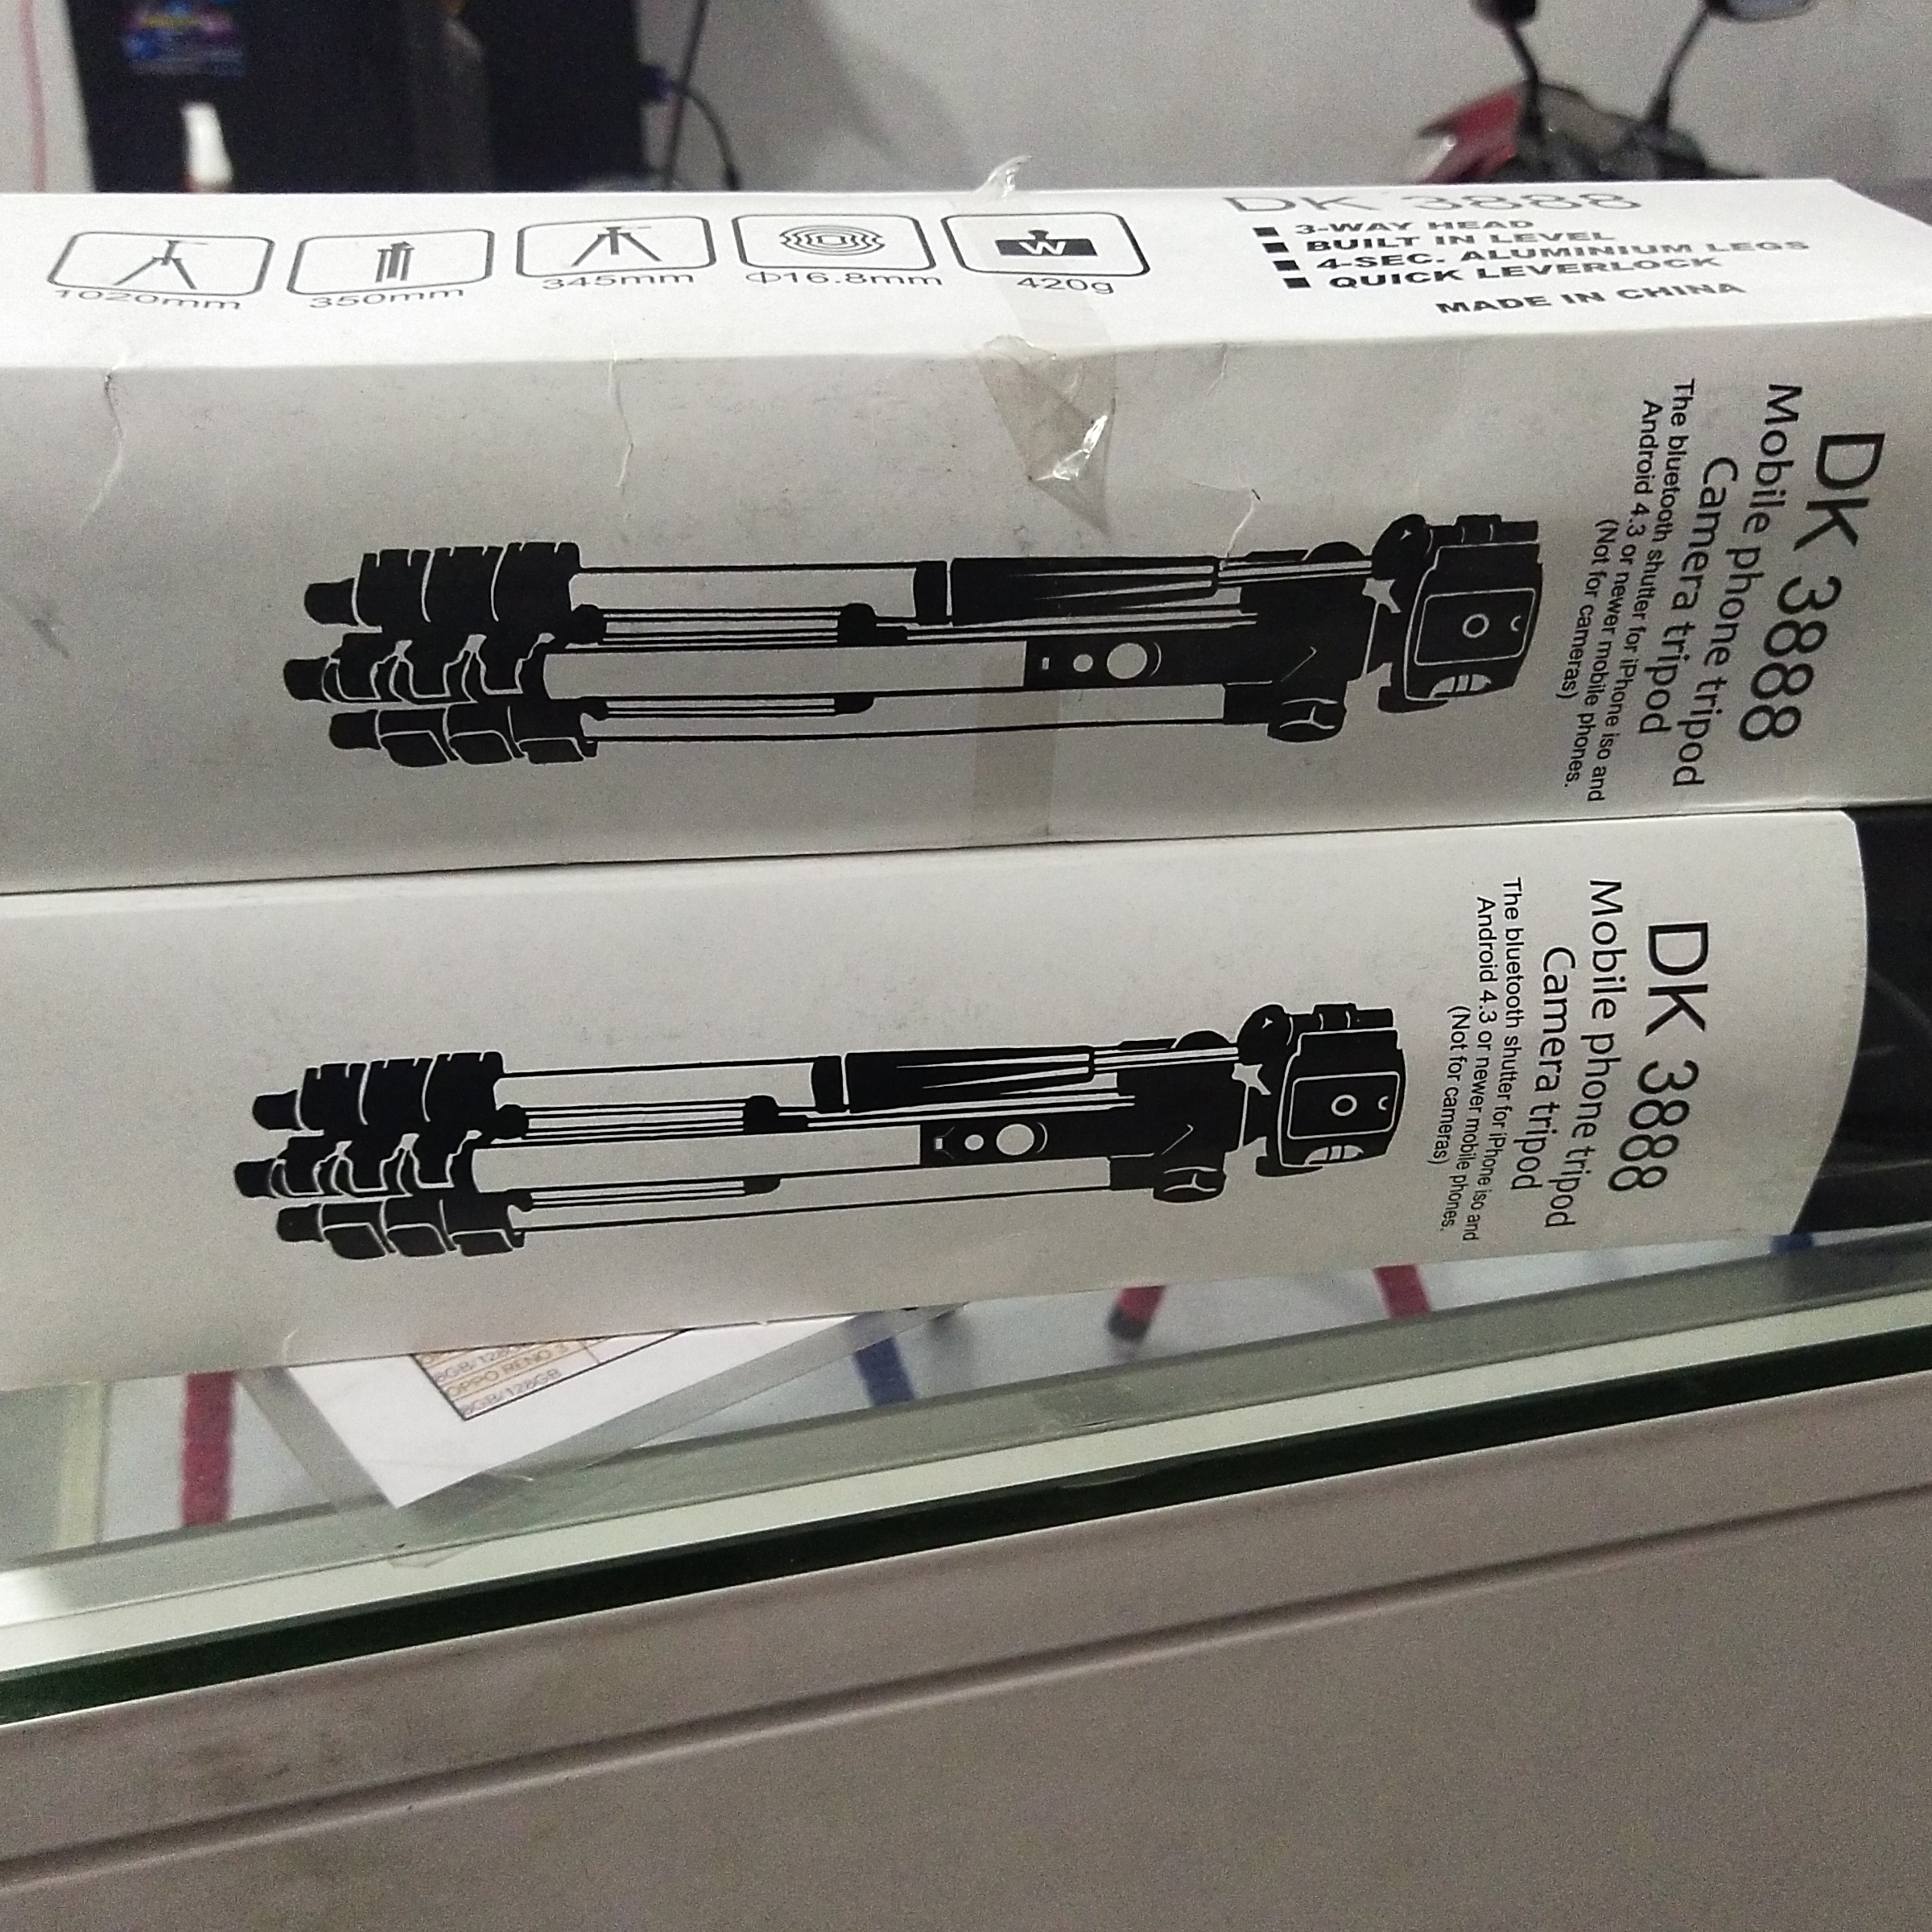 1020mm
350mm
345mm
Φ16.8mm
W
420g
DK 3888
■ 3-WAY HEAD
■ BUILT IN LEVEL
■ 4-SEC. ALUMINIUM LEGS
■ QUICK LEVERLOCK
MADE IN CHINA
DK 3888
Mobile phone tripod
Camera tripod
The bluetooth shutter for iPhone iso and
Android 4.3 or newer mobile phones.
(Not for cameras)
DK 3888
Mobile phone tripod
Camera tripod
The bluetooth shutter for iPhone iso and
Android 4.3 or newer mobile phones.
(Not for cameras)
OPPO RENO 3
8GB/128GB